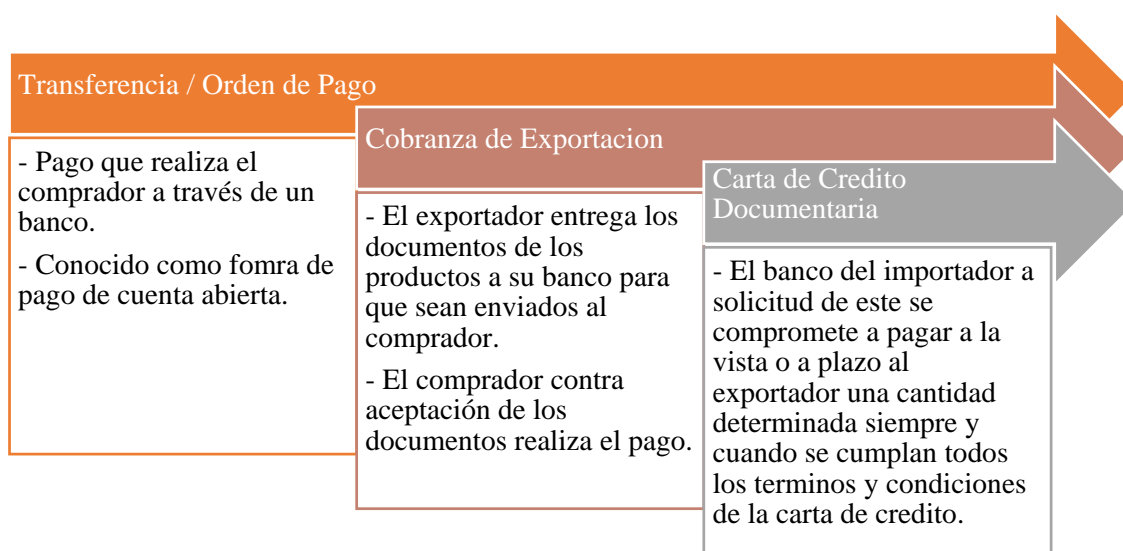 Transferencia / Orden de Pago
- Pago que realiza el
comprador a través de un
banco.
- Conocido como fomra de
pago de cuenta abierta.
Cobranza de Exportacion
- El exportador entrega los
documentos de los
productos a su banco para
que sean enviados al
comprador.
- El comprador contra
aceptación de los
documentos realiza el pago.
Carta de Credito
Documentaria
- El banco del importador a
solicitud de este se
compromete a pagar a la
vista o a plazo al
exportador una cantidad
determinada siempre y
cuando se cumplan todos
los terminos y condiciones
de la carta de credito.